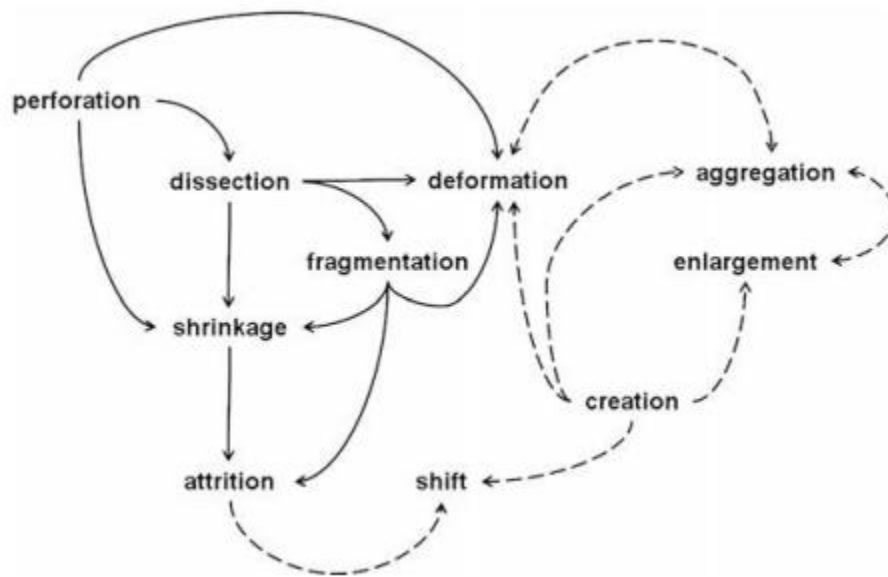 perforation
dissection
deformation
aggregation
fragmentation
enlargement
shrinkage
creation
attrition
shift